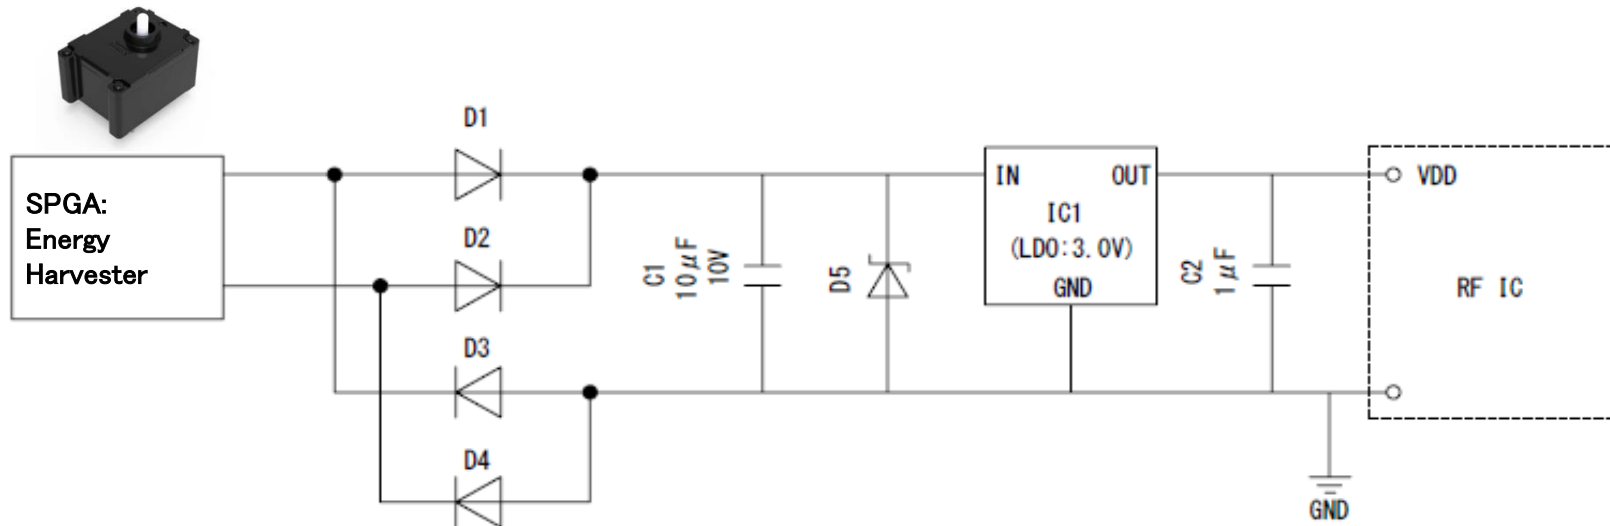 SPGA:
Energy
Harvester
D1
D2
D3
D4
C1
10μF
10V
D5
IN OUT
IC1
(LDO:3.0V)
GND
C2
1μF
VDD
RF IC
GND